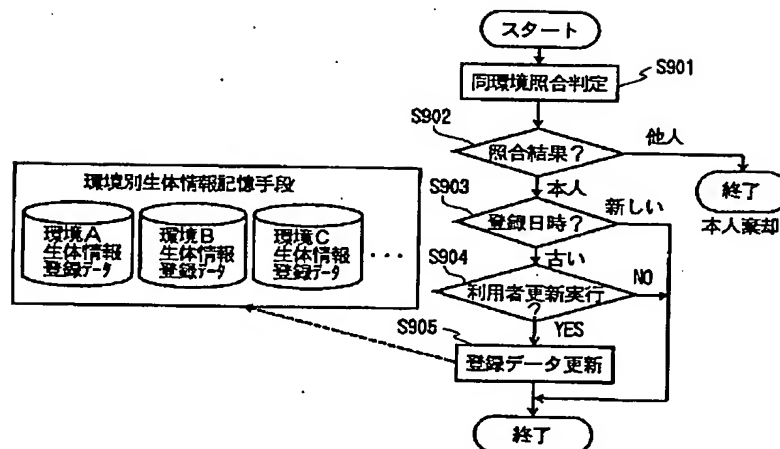 スタート
S901
同環境照合判定
S902
照合結果?
他人
終了
本人棄却
本人
S903
登録日時?
新しい
古い
S904
利用者更新実行
?
NO
YES
S905
登録データ更新
終了
環境別生体情報記憶手段
環境A
生体情報
登録データ
環境B
生体情報
登録データ
環境C
生体情報
登録データ
・・・